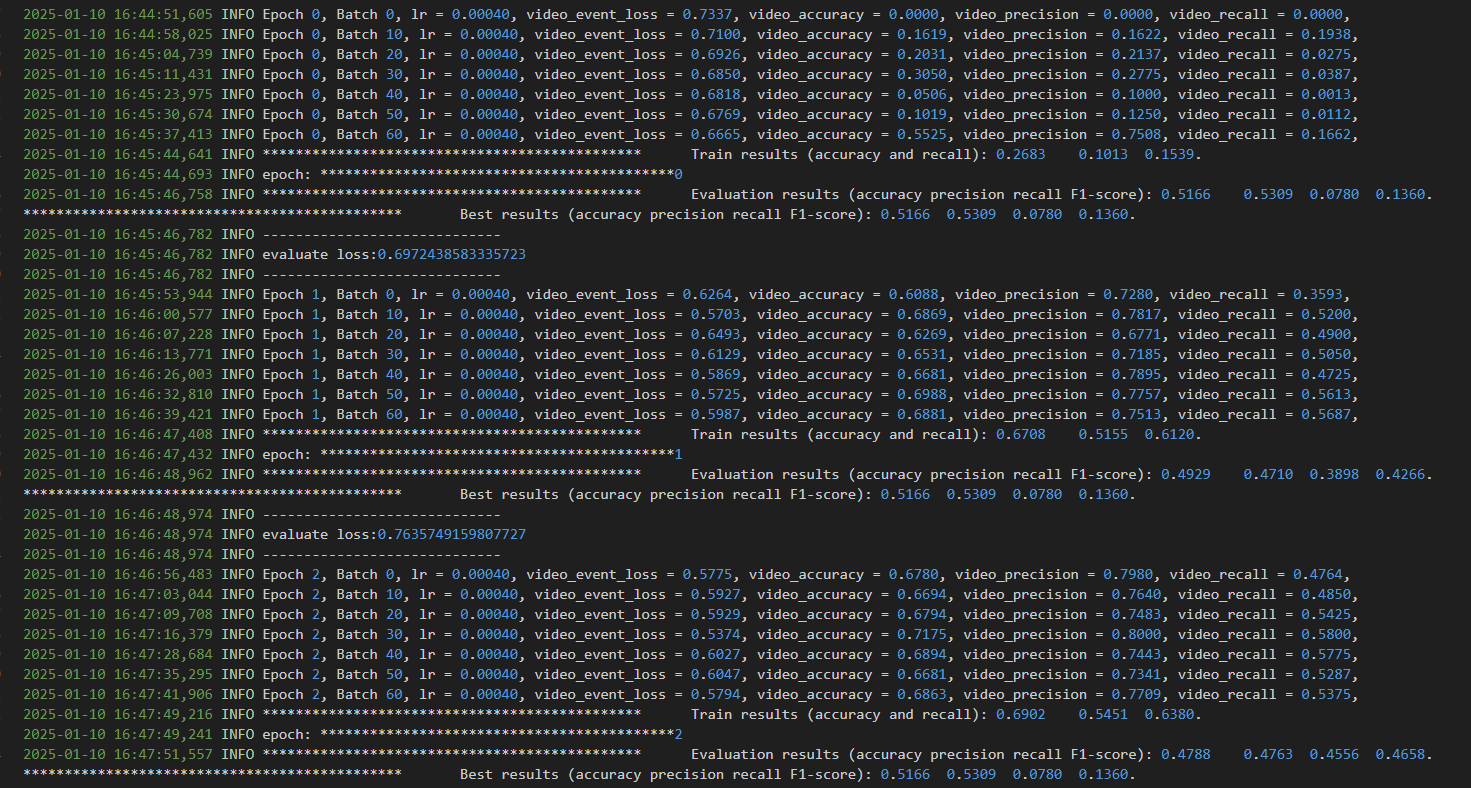 2025-01-10 16:44:51,605 INFO Epoch 0, Batch 0, lr = 0.00040, video_event_loss = 0.7337, video_accuracy = 0.0000, video_precision = 0.0000, video_recall = 0.0000,
2025-01-10 16:44:58,025 INFO Epoch 0, Batch 10, lr = 0.00040, video_event_loss = 0.7100, video_accuracy = 0.1619, video_precision = 0.1622, video_recall = 0.1938,
2025-01-10 16:45:04,739 INFO Epoch 0, Batch 20, lr = 0.00040, video_event_loss = 0.6926, video_accuracy = 0.2031, video_precision = 0.2137, video_recall = 0.0275,
2025-01-10 16:45:11,431 INFO Epoch 0, Batch 30, lr = 0.00040, video_event_loss = 0.6850, video_accuracy = 0.3050, video_precision = 0.2775, video_recall = 0.0387,
2025-01-10 16:45:23,975 INFO Epoch 0, Batch 40, lr = 0.00040, video_event_loss = 0.6818, video_accuracy = 0.0506, video_precision = 0.1000, video_recall = 0.0013,
2025-01-10 16:45:30,674 INFO Epoch 0, Batch 50, lr = 0.00040, video_event_loss = 0.6769, video_accuracy = 0.1019, video_precision = 0.1250, video_recall = 0.0112,
2025-01-10 16:45:37,413 INFO Epoch 0, Batch 60, lr = 0.00040, video_event_loss = 0.6665, video_accuracy = 0.5525, video_precision = 0.7508, video_recall = 0.1662,
2025-01-10 16:45:44,641 INFO **********************************************      Train results (accuracy and recall): 0.2683    0.1013  0.1539.
2025-01-10 16:45:44,693 INFO epoch: *******************************************0
2025-01-10 16:45:46,758 INFO **********************************************      Evaluation results (accuracy precision recall F1-score): 0.5166    0.5309  0.0780  0.1360.
**********************************************       Best results (accuracy precision recall F1-score): 0.5166  0.5309  0.0780  0.1360.
2025-01-10 16:45:46,782 INFO -----------------------------
2025-01-10 16:45:46,782 INFO evaluate loss:0.6972438583335723
2025-01-10 16:45:46,782 INFO -----------------------------
2025-01-10 16:45:53,944 INFO Epoch 1, Batch 0, lr = 0.00040, video_event_loss = 0.6264, video_accuracy = 0.6088, video_precision = 0.7280, video_recall = 0.3593,
2025-01-10 16:46:00,577 INFO Epoch 1, Batch 10, lr = 0.00040, video_event_loss = 0.5703, video_accuracy = 0.6869, video_precision = 0.7817, video_recall = 0.5200,
2025-01-10 16:46:07,228 INFO Epoch 1, Batch 20, lr = 0.00040, video_event_loss = 0.6493, video_accuracy = 0.6269, video_precision = 0.6771, video_recall = 0.4900,
2025-01-10 16:46:13,771 INFO Epoch 1, Batch 30, lr = 0.00040, video_event_loss = 0.6129, video_accuracy = 0.6531, video_precision = 0.7185, video_recall = 0.5050,
2025-01-10 16:46:26,003 INFO Epoch 1, Batch 40, lr = 0.00040, video_event_loss = 0.5869, video_accuracy = 0.6681, video_precision = 0.7895, video_recall = 0.4725,
2025-01-10 16:46:32,810 INFO Epoch 1, Batch 50, lr = 0.00040, video_event_loss = 0.5725, video_accuracy = 0.6988, video_precision = 0.7757, video_recall = 0.5613,
2025-01-10 16:46:39,421 INFO Epoch 1, Batch 60, lr = 0.00040, video_event_loss = 0.5987, video_accuracy = 0.6881, video_precision = 0.7513, video_recall = 0.5687,
2025-01-10 16:46:47,408 INFO **********************************************      Train results (accuracy and recall): 0.6708    0.5155  0.6120.
2025-01-10 16:46:47,432 INFO epoch: *******************************************1
2025-01-10 16:46:48,962 INFO **********************************************      Evaluation results (accuracy precision recall F1-score): 0.4929    0.4710  0.3898  0.4266.
**********************************************       Best results (accuracy precision recall F1-score): 0.5166  0.5309  0.0780  0.1360.
2025-01-10 16:46:48,974 INFO -----------------------------
2025-01-10 16:46:48,974 INFO evaluate loss:0.7635749159807727
2025-01-10 16:46:48,974 INFO -----------------------------
2025-01-10 16:46:56,483 INFO Epoch 2, Batch 0, lr = 0.00040, video_event_loss = 0.5775, video_accuracy = 0.6780, video_precision = 0.7980, video_recall = 0.4764,
2025-01-10 16:47:03,044 INFO Epoch 2, Batch 10, lr = 0.00040, video_event_loss = 0.5927, video_accuracy = 0.6694, video_precision = 0.7640, video_recall = 0.4850,
2025-01-10 16:47:09,708 INFO Epoch 2, Batch 20, lr = 0.00040, video_event_loss = 0.5929, video_accuracy = 0.6794, video_precision = 0.7483, video_recall = 0.5425,
2025-01-10 16:47:16,379 INFO Epoch 2, Batch 30, lr = 0.00040, video_event_loss = 0.5374, video_accuracy = 0.7175, video_precision = 0.8000, video_recall = 0.5800,
2025-01-10 16:47:28,684 INFO Epoch 2, Batch 40, lr = 0.00040, video_event_loss = 0.6027, video_accuracy = 0.6894, video_precision = 0.7443, video_recall = 0.5775,
2025-01-10 16:47:35,295 INFO Epoch 2, Batch 50, lr = 0.00040, video_event_loss = 0.6047, video_accuracy = 0.6681, video_precision = 0.7341, video_recall = 0.5287,
2025-01-10 16:47:41,906 INFO Epoch 2, Batch 60, lr = 0.00040, video_event_loss = 0.5794, video_accuracy = 0.6863, video_precision = 0.7709, video_recall = 0.5375,
2025-01-10 16:47:49,216 INFO **********************************************      Train results (accuracy and recall): 0.6902    0.5451  0.6380.
2025-01-10 16:47:49,241 INFO epoch: *******************************************2
2025-01-10 16:47:51,557 INFO **********************************************      Evaluation results (accuracy precision recall F1-score): 0.4788    0.4763  0.4556  0.4658.
**********************************************       Best results (accuracy precision recall F1-score): 0.5166  0.5309  0.0780  0.1360.